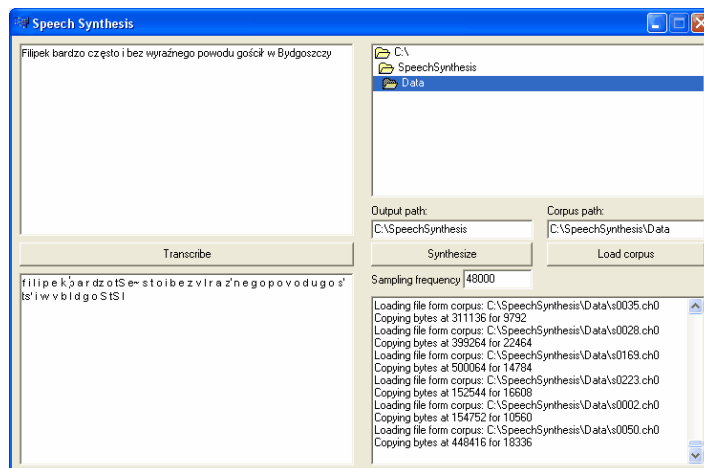 Speech Synthesis
Filipek bardzo często i bez wyraźnego powodu gościł w Bydgoszczy
C:\
SpeechSynthesis
Data
Output path:
Corpus path:
C:\SpeechSynthesis
C:\SpeechSynthesis\Data
Transcribe
Synthesize
Load corpus
Sampling frequency 48000
f i l i p e k b a r d z o tS e~ s t o i b e z v I r a z' n e g o p o v o d u g o s'
ts' i w v b I d g o S tS I
Loading file form corpus: C:\SpeechSynthesis\Data\s0035.ch0
Copying bytes at 311136 for 9792
Loading file form corpus: C:\SpeechSynthesis\Data\s0028.ch0
Copying bytes at 399264 for 22464
Loading file form corpus: C:\SpeechSynthesis\Data\s0169.ch0
Copying bytes at 500064 for 14784
Loading file form corpus: C:\SpeechSynthesis\Data\s0223.ch0
Copying bytes at 152544 for 16608
Loading file form corpus: C:\SpeechSynthesis\Data\s0002.ch0
Copying bytes at 154752 for 10560
Loading file form corpus: C:\SpeechSynthesis\Data\s0050.ch0
Copying bytes at 448416 for 18336